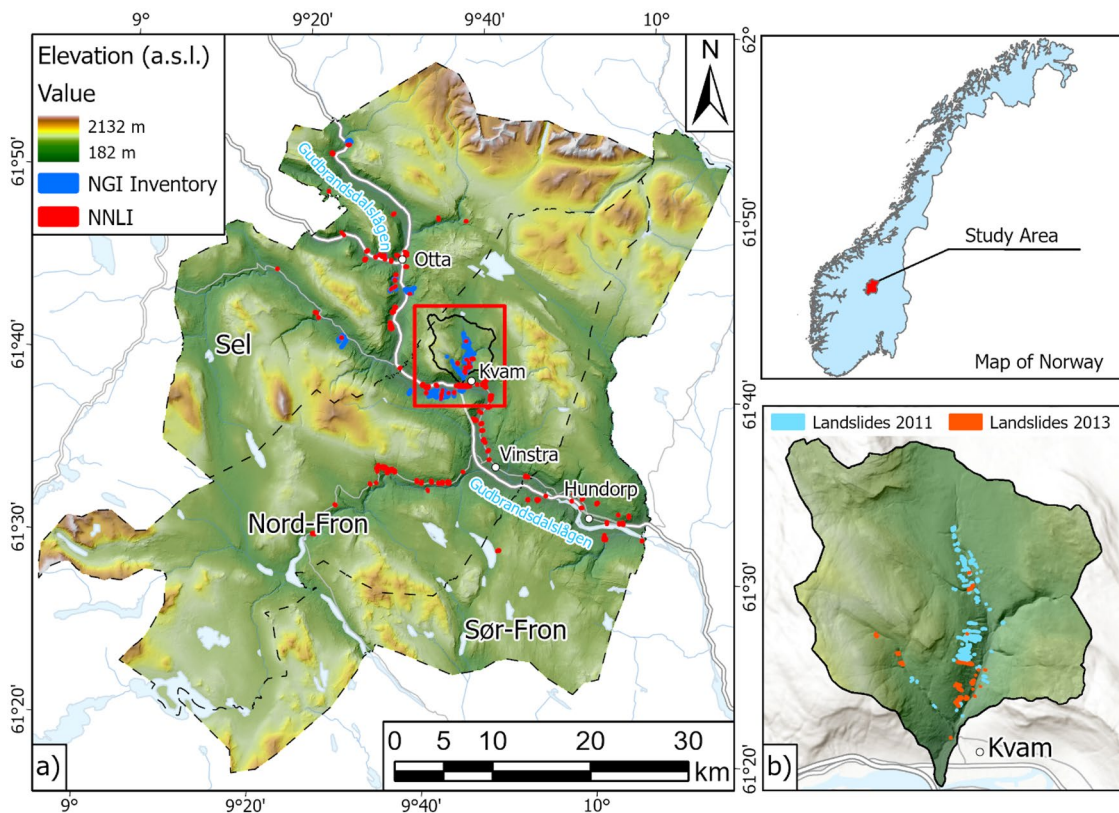 9°
9°20'
9°40'
10°
62°
Elevation (a.s.l.)
Value
2132 m
182 m
NGI Inventory
NNLI
N
61°50'
61°40'
61°30'
61°20'
61°50'
61°40'
61°30'
61°20'
Gudbrandsdalslågen
Otta
Sel
Kvam
Vinstra
Hundorp
Gudbrandsdalslågen
Nord-Fron
Sør-Fron
0 5 10 20 30
km
a)
9°
9°20'
9°40'
10°
Study Area
Map of Norway
Landslides 2011
Landslides 2013
Kvam
b)